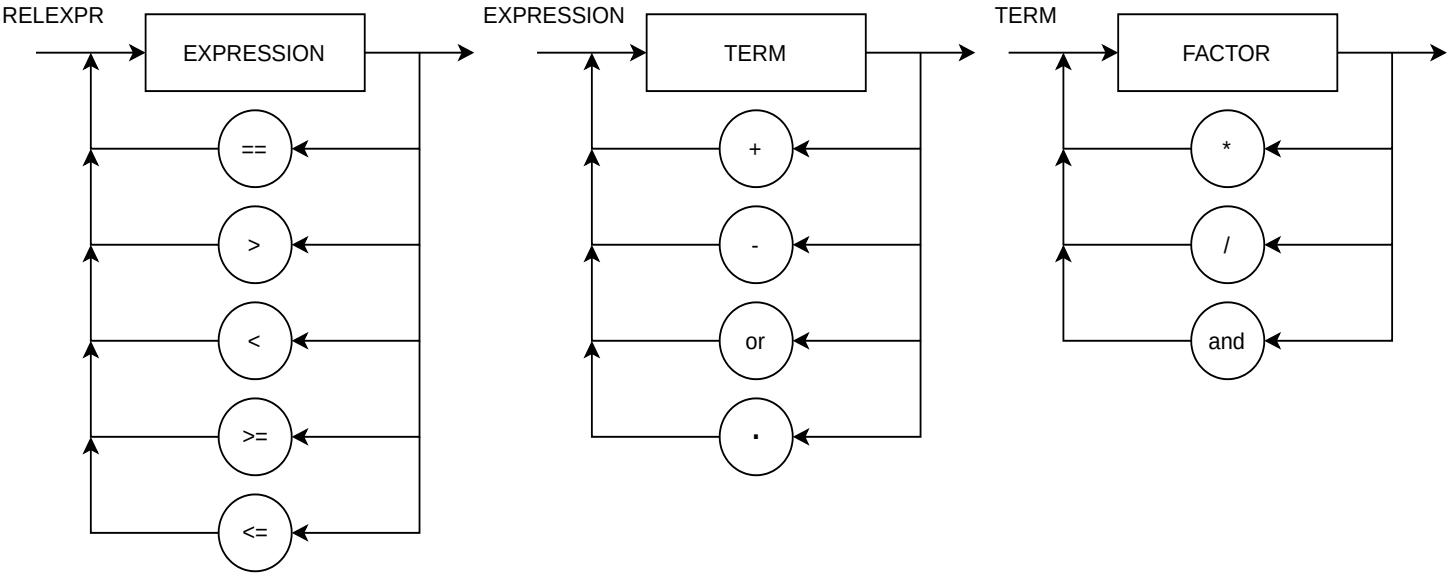 RELEXPR
EXPRESSION
==
>
<
>=
<=
EXPRESSION
TERM
+
-
or
.
TERM
FACTOR
*
/
and